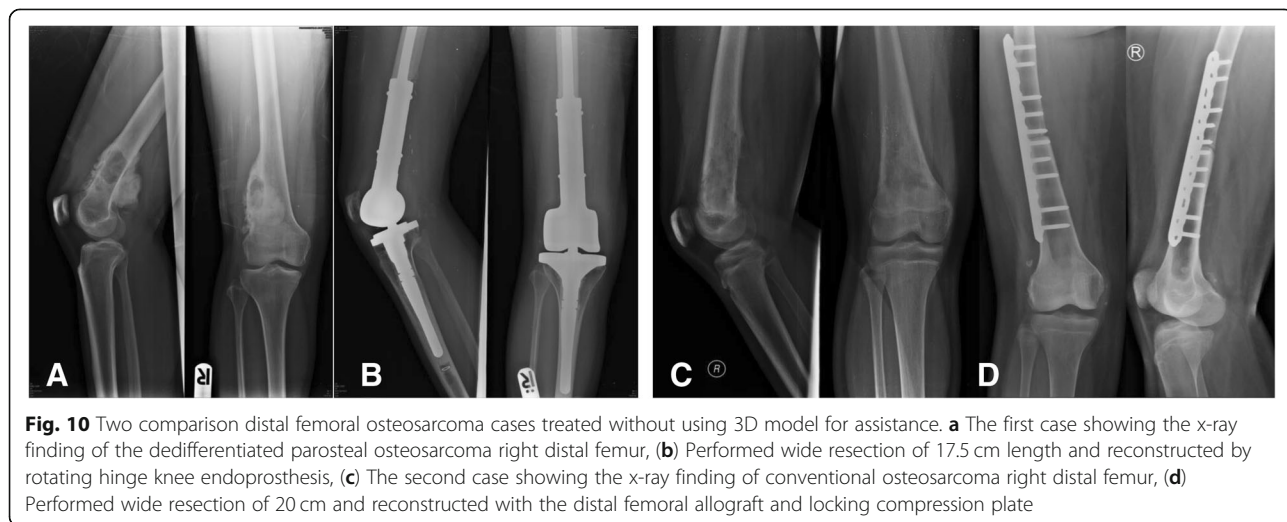 A
R
B
R
C
R
D
R
Fig. 10 Two comparison distal femoral osteosarcoma cases treated without using 3D model for assistance. a The first case showing the x-ray
finding of the dedifferentiated parosteal osteosarcoma right distal femur, (b) Performed wide resection of 17.5 cm length and reconstructed by
rotating hinge knee endoprosthesis, (c) The second case showing the x-ray finding of conventional osteosarcoma right distal femur, (d)
Performed wide resection of 20 cm and reconstructed with the distal femoral allograft and locking compression plate